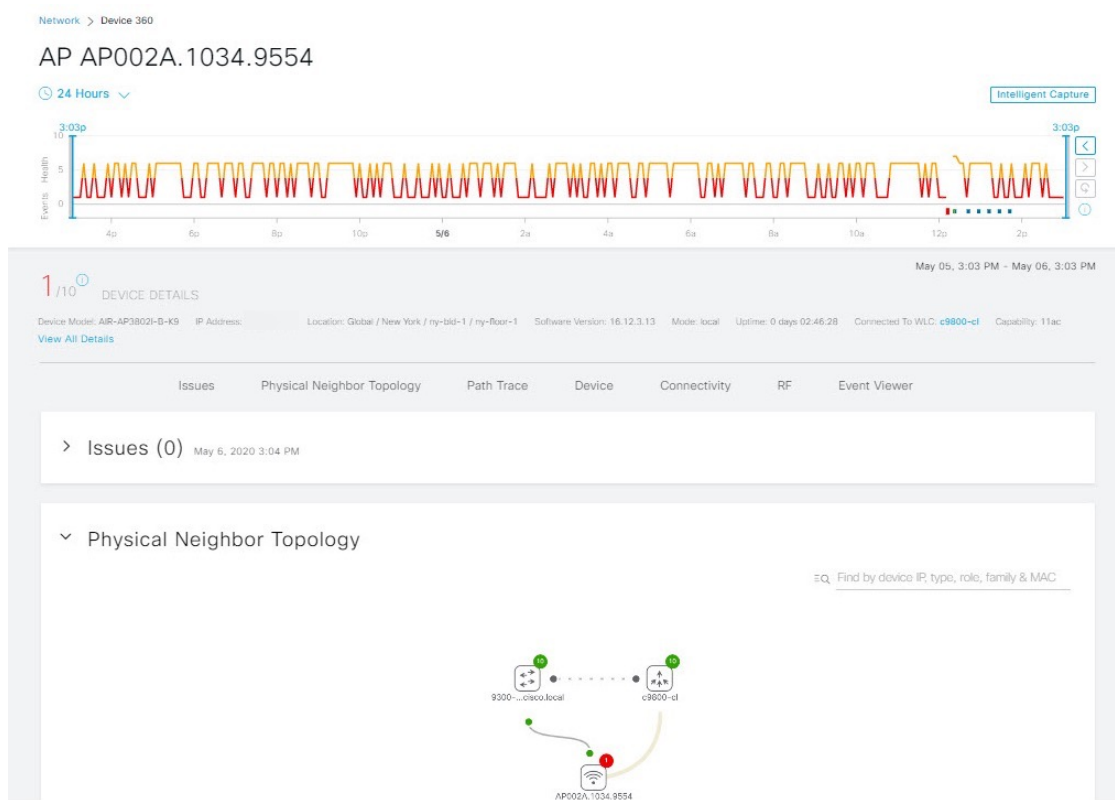 Network > Device 360
AP AP002A.1034.9554
24 Hours
Intelligent Capture
3:03p 3:03p
10
5
0
Health
Events
4p 6p 8p 10p 5/6 2a 4a 6a 8a 10a 12p 2p
May 05, 3:03 PM - May 06, 3:03 PM
1/10 DEVICE DETAILS
Device Model: AIR-AP3802I-B-K9 IP Address: Location: Global / New York / ny-bld-1 / ny-floor-1 Software Version: 16.12.3.13 Mode: local Uptime: 0 days 02:46:28 Connected To WLC: c9800-cl Capability: 11ac
View All Details
Issues Physical Neighbor Topology Path Trace Device Connectivity RF Event Viewer
Issues (0) May 6, 2020 3:04 PM
Physical Neighbor Topology
Find by device IP, type, role, family & MAC
10 10
9300-...cisco.local c9800-cl
1
AP002A.1034.9554